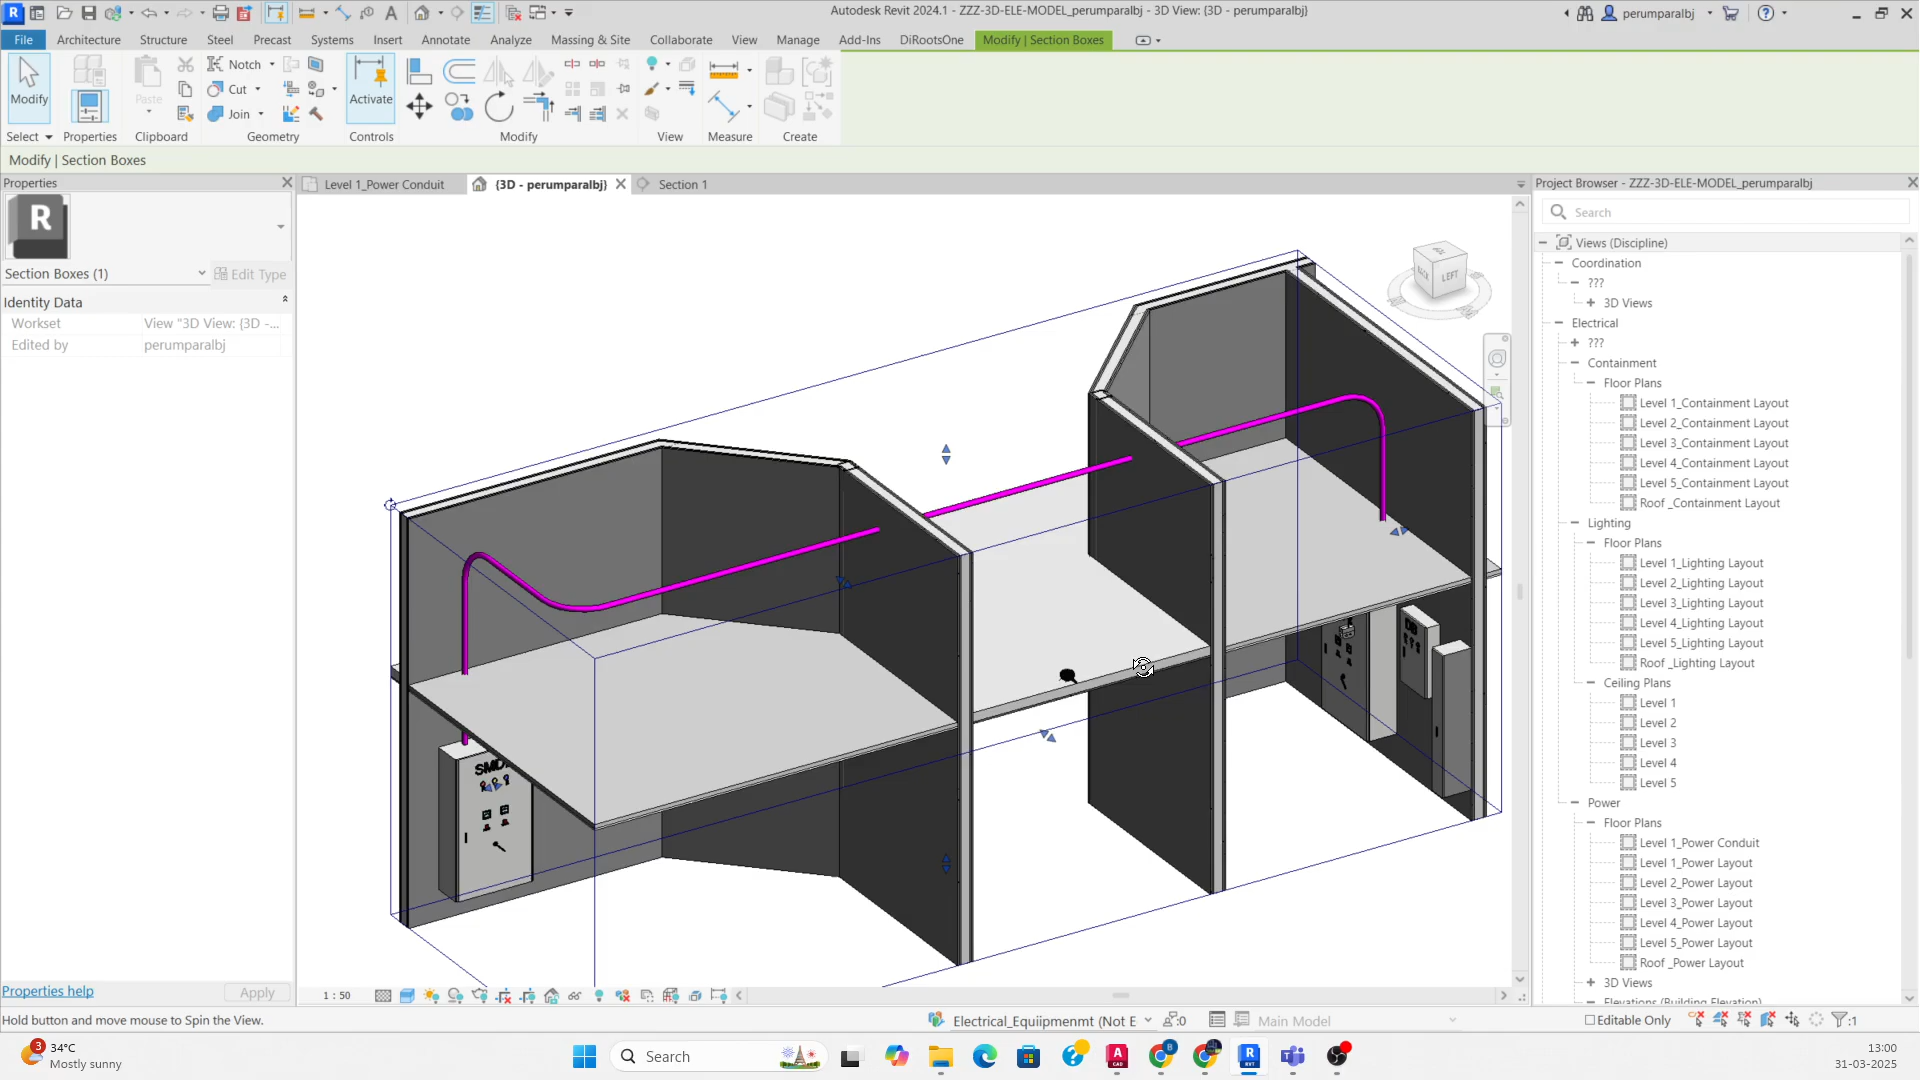 Autodesk Revit 2024.1 - ZZZ-3D-ELE-MODEL_perumparalbj - 3D View: {3D - perumparalbj}
perumparalbj
File Architecture Structure Steel Precast Systems Insert Annotate Analyze Massing & Site Collaborate View Manage Add-Ins DiRootsOne Modify | Section Boxes
Modify
Paste
Notch
Cut
Join
Activate
Select Properties Clipboard Geometry Controls Modify View Measure Create
Modify | Section Boxes
Properties
R
Section Boxes (1)
Edit Type
Identity Data
Workset View "3D View: {3D -...
Edited by perumparalbj
Properties help
Apply
Level 1_Power Conduit
{3D - perumparalbj}
Section 1
BACK
LEFT
1 : 50
Project Browser - ZZZ-3D-ELE-MODEL_perumparalbj
Search
Views (Discipline)
Coordination
???
3D Views
Electrical
???
Containment
Floor Plans
Level 1_Containment Layout
Level 2_Containment Layout
Level 3_Containment Layout
Level 4_Containment Layout
Level 5_Containment Layout
Roof _Containment Layout
Lighting
Floor Plans
Level 1_Lighting Layout
Level 2_Lighting Layout
Level 3_Lighting Layout
Level 4_Lighting Layout
Level 5_Lighting Layout
Roof _Lighting Layout
Ceiling Plans
Level 1
Level 2
Level 3
Level 4
Level 5
Power
Floor Plans
Level 1_Power Conduit
Level 1_Power Layout
Level 2_Power Layout
Level 3_Power Layout
Level 4_Power Layout
Level 5_Power Layout
Roof _Power Layout
3D Views
Elevations (Building Elevation)
Hold button and move mouse to Spin the View.
Electrical_Equiipmenmt (Not E
:0
Main Model
Editable Only
:1
3
34°C
Mostly sunny
Search
13:00
31-03-2025